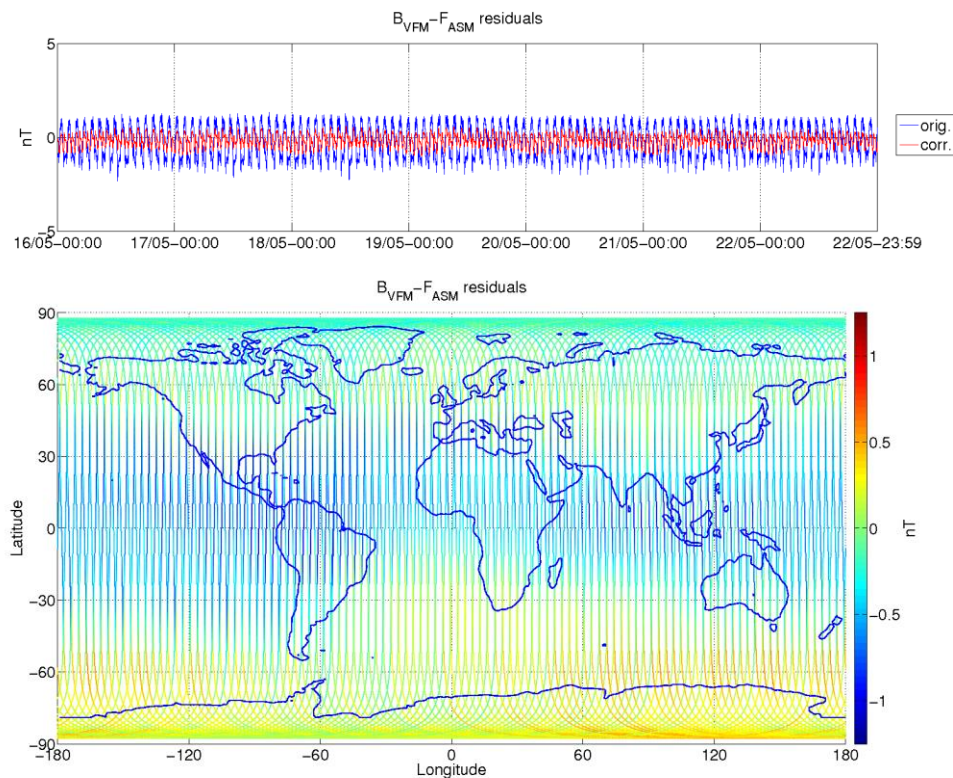 B_VFM−F_ASM residuals
5
0
−5
nT
16/05−00:00 17/05−00:00 18/05−00:00 19/05−00:00 20/05−00:00 21/05−00:00 22/05−00:00 22/05−23:59
orig.
corr.
B_VFM−F_ASM residuals
90
60
30
0
−30
−60
−90
Latitude
−180 −120 −60 0 60 120 180
Longitude
1
0.5
0
−0.5
−1
nT